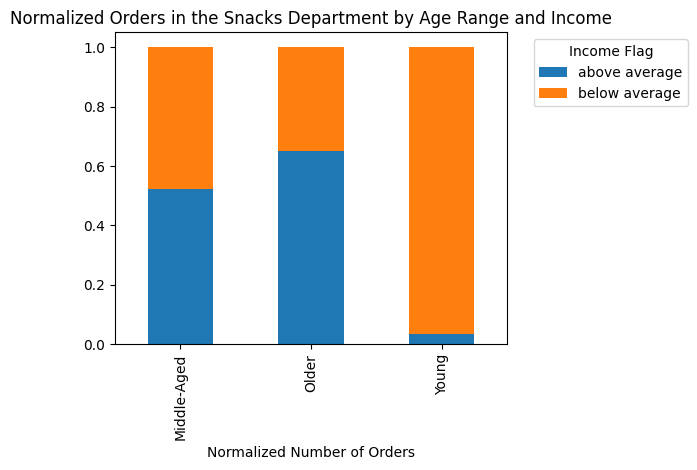 Normalized Orders in the Snacks Department by Age Range and Income
Income Flag
above average
below average
1.0
0.8
0.6
0.4
0.2
0.0
Middle-Aged
Older
Young
Normalized Number of Orders